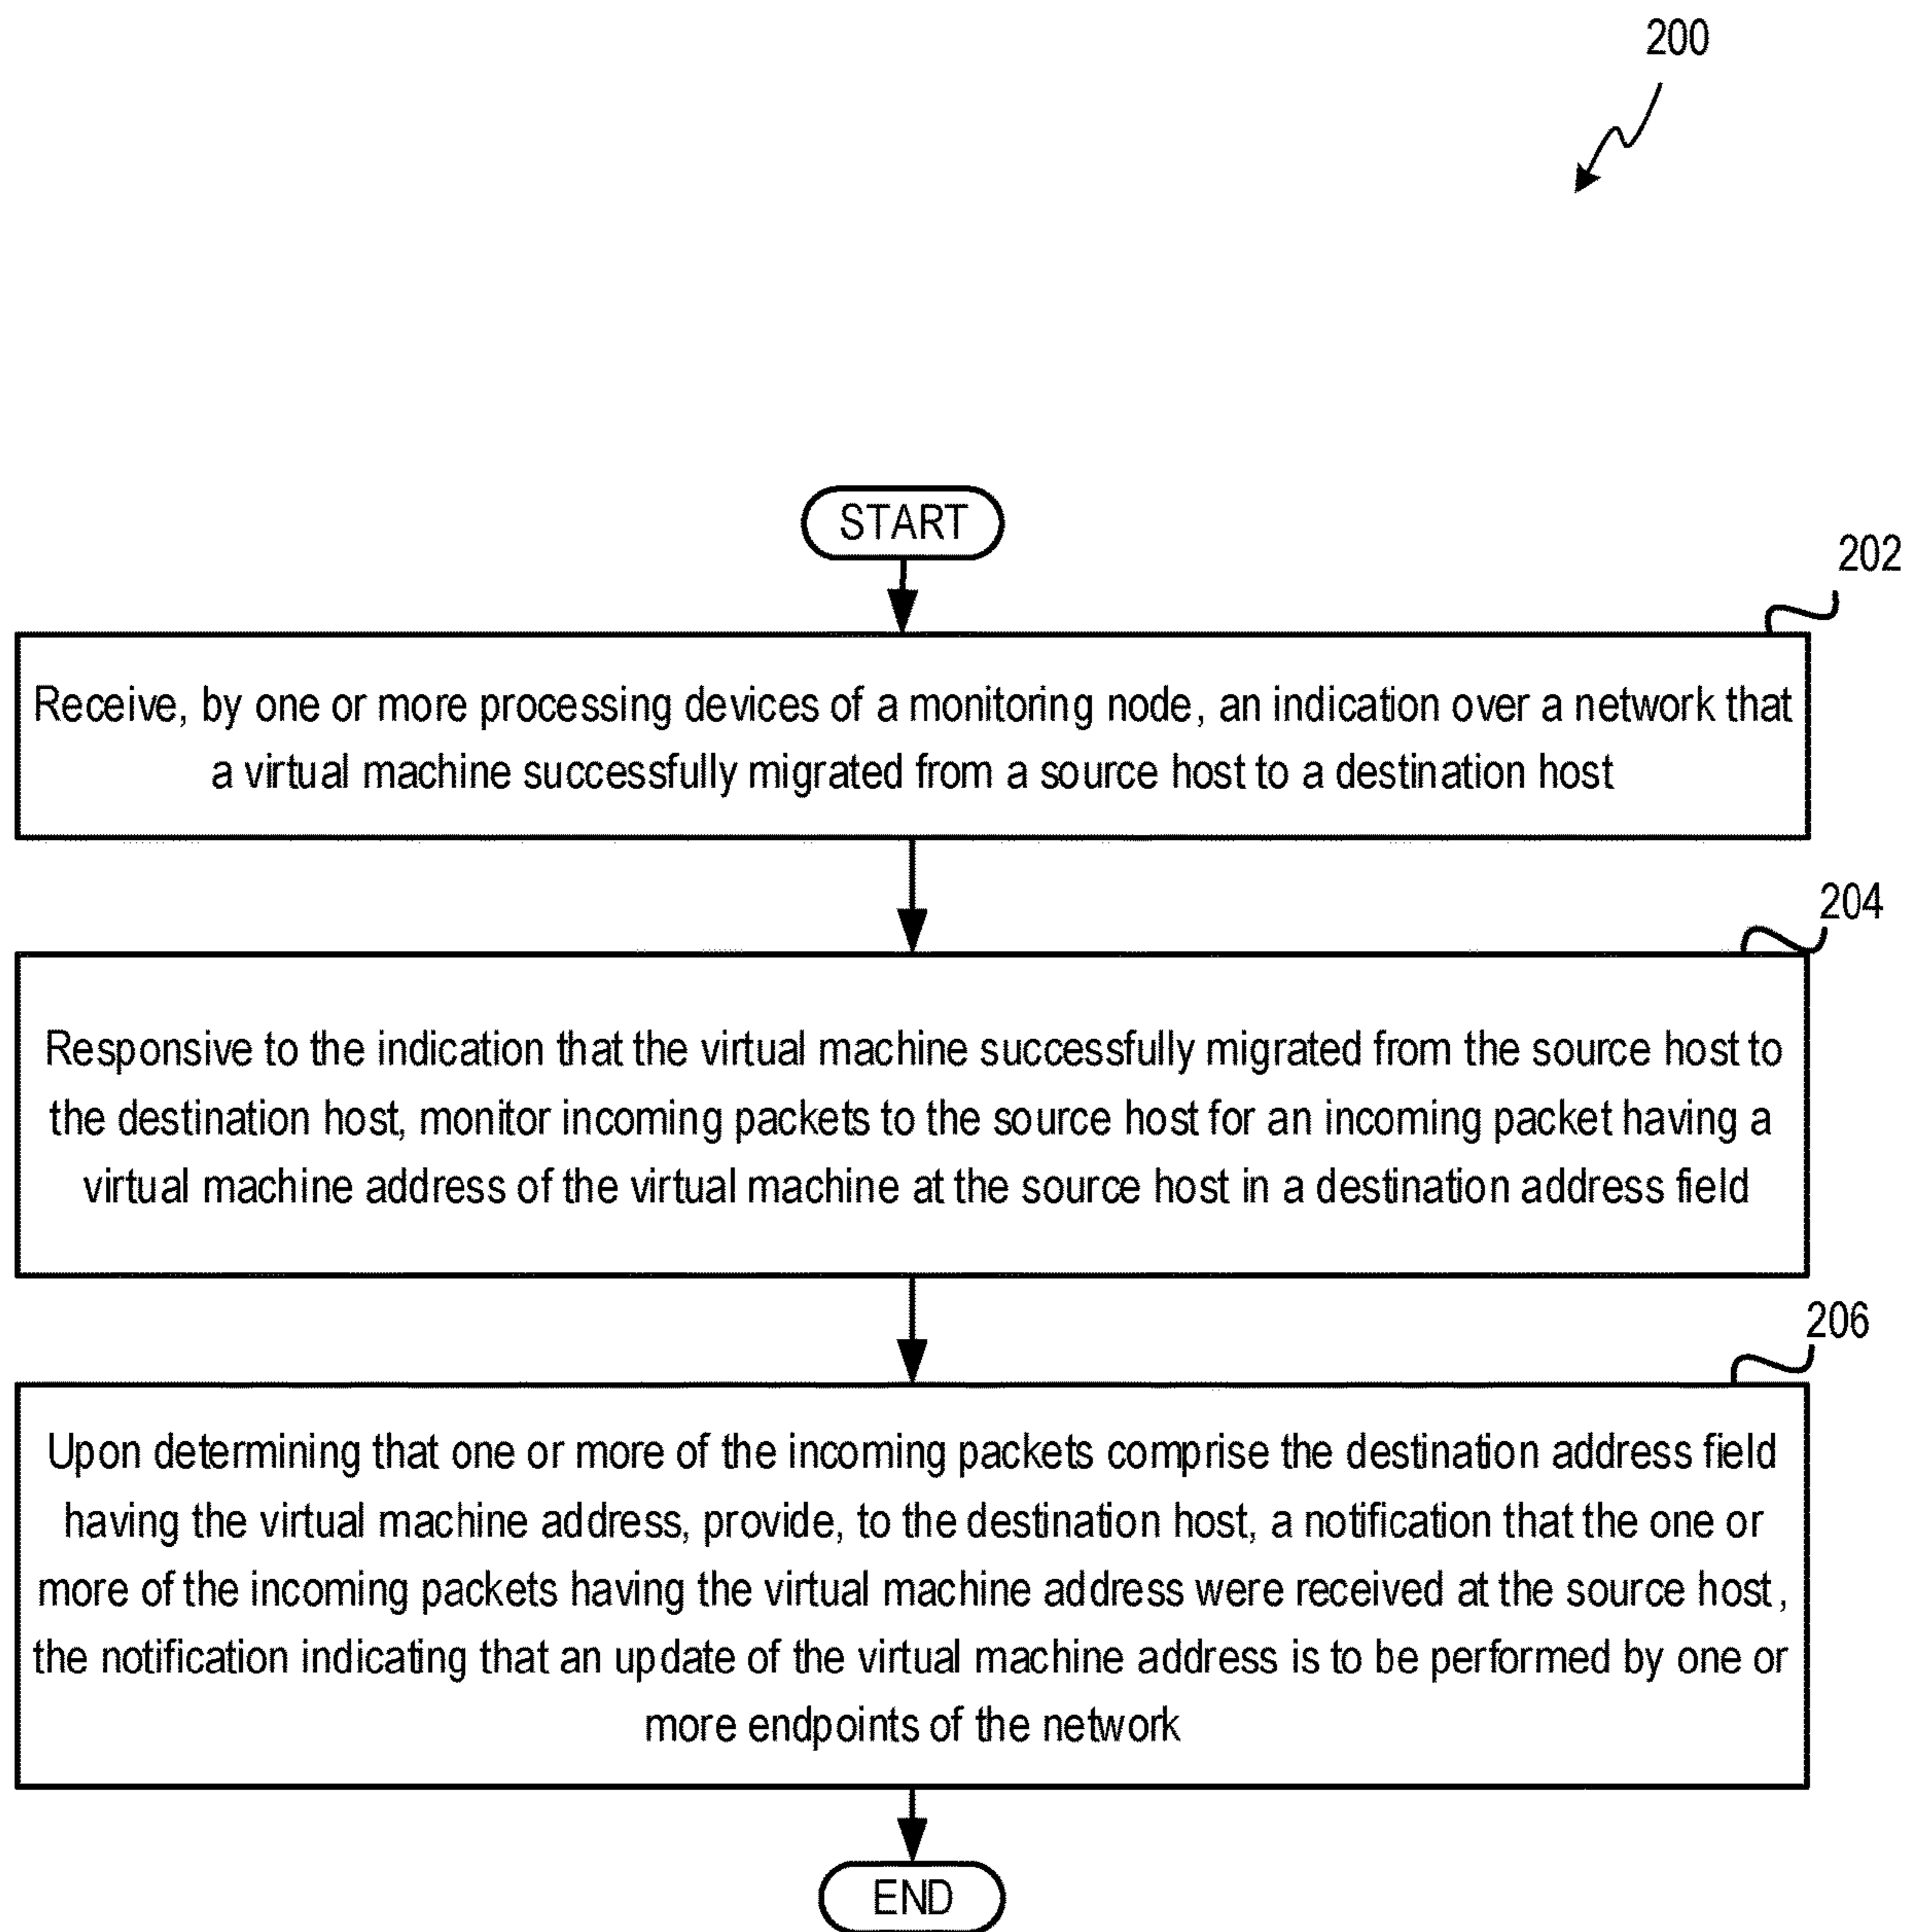 200
START
202
Receive, by one or more processing devices of a monitoring node, an indication over a network that
a virtual machine successfully migrated from a source host to a destination host
204
Responsive to the indication that the virtual machine successfully migrated from the source host to
the destination host, monitor incoming packets to the source host for an incoming packet having a
virtual machine address of the virtual machine at the source host in a destination address field
206
Upon determining that one or more of the incoming packets comprise the destination address field
having the virtual machine address, provide, to the destination host, a notification that the one or
more of the incoming packets having the virtual machine address were received at the source host,
the notification indicating that an update of the virtual machine address is to be performed by one or
more endpoints of the network
END